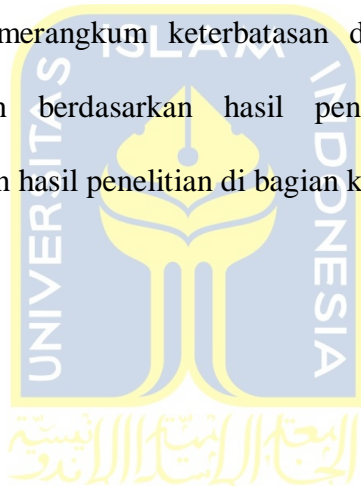 merangkum keterbatasan d
berdasarkan hasil pen
hasil penelitian di bagian k
UNIVERSITAS ISLAM INDONESIA